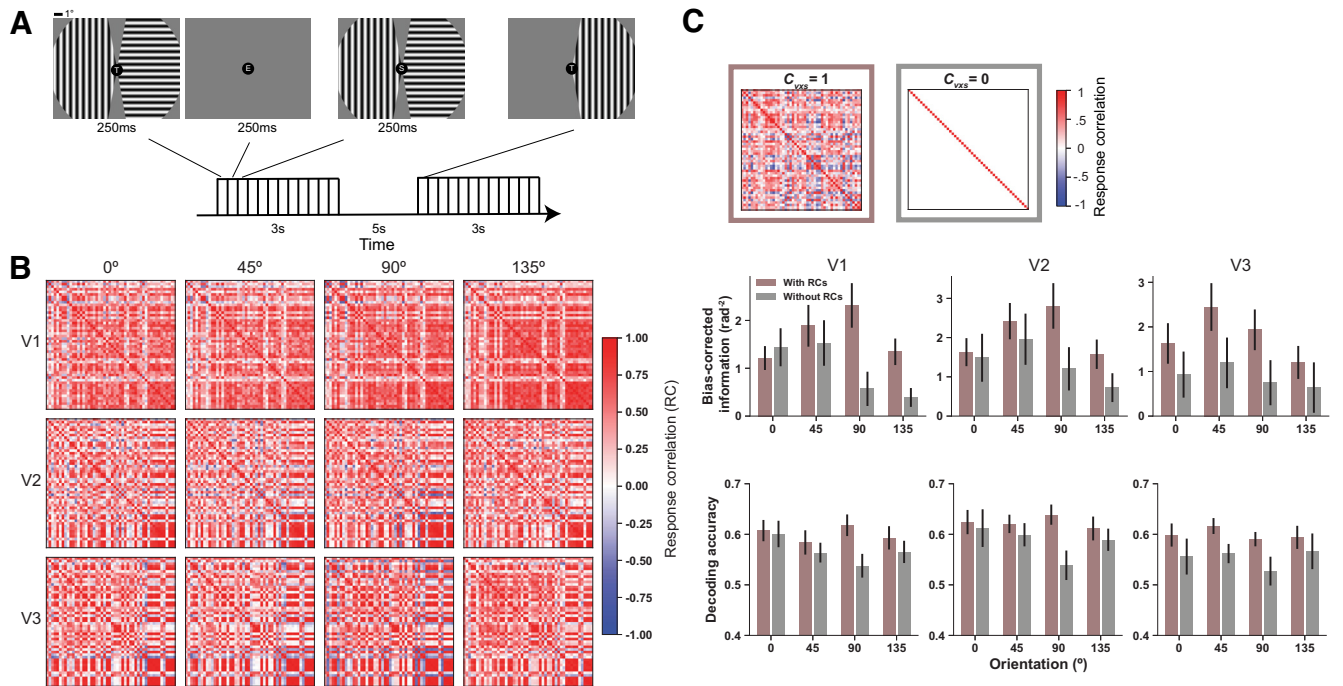 A
1°
T
E
S
T
250ms
250ms
250ms
3s
5s
3s
Time
B
0º
45º
90º
135º
V1
V2
V3
1.00
0.75
0.50
0.25
0.00
-0.25
-0.50
-0.75
-1.00
Response correlation (RC)
C
C_vxs = 1
C_vxs = 0
1
.5
0
-.5
-1
Response correlation
V1
V2
V3
With RCs
Without RCs
Bias-corrected
information (rad⁻²)
2
1
0
0
45
90
135
3
2
1
0
0
45
90
135
3
2
1
0
0
45
90
135
Decoding accuracy
0.7
0.6
0.5
0.4
0
45
90
135
0.7
0.6
0.5
0.4
0
45
90
135
0.7
0.6
0.5
0.4
0
45
90
135
Orientation (º)